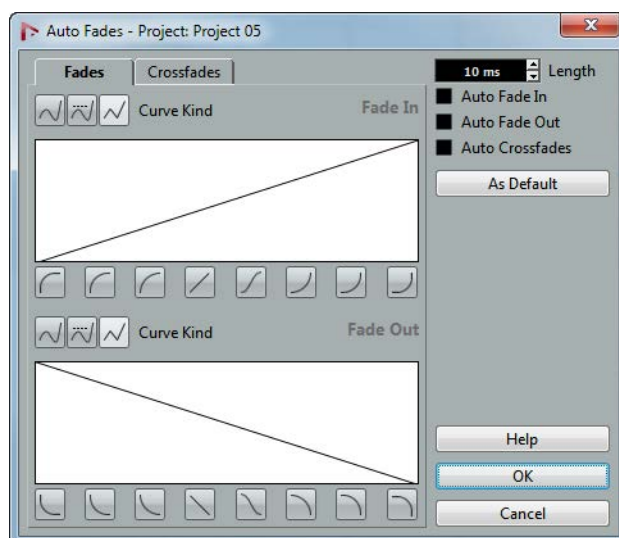 Auto Fades - Project: Project 05
Fades
Crossfades
10 ms
Length
Curve Kind
Fade In
Auto Fade In
Auto Fade Out
Auto Crossfades
As Default
Curve Kind
Fade Out
Help
OK
Cancel